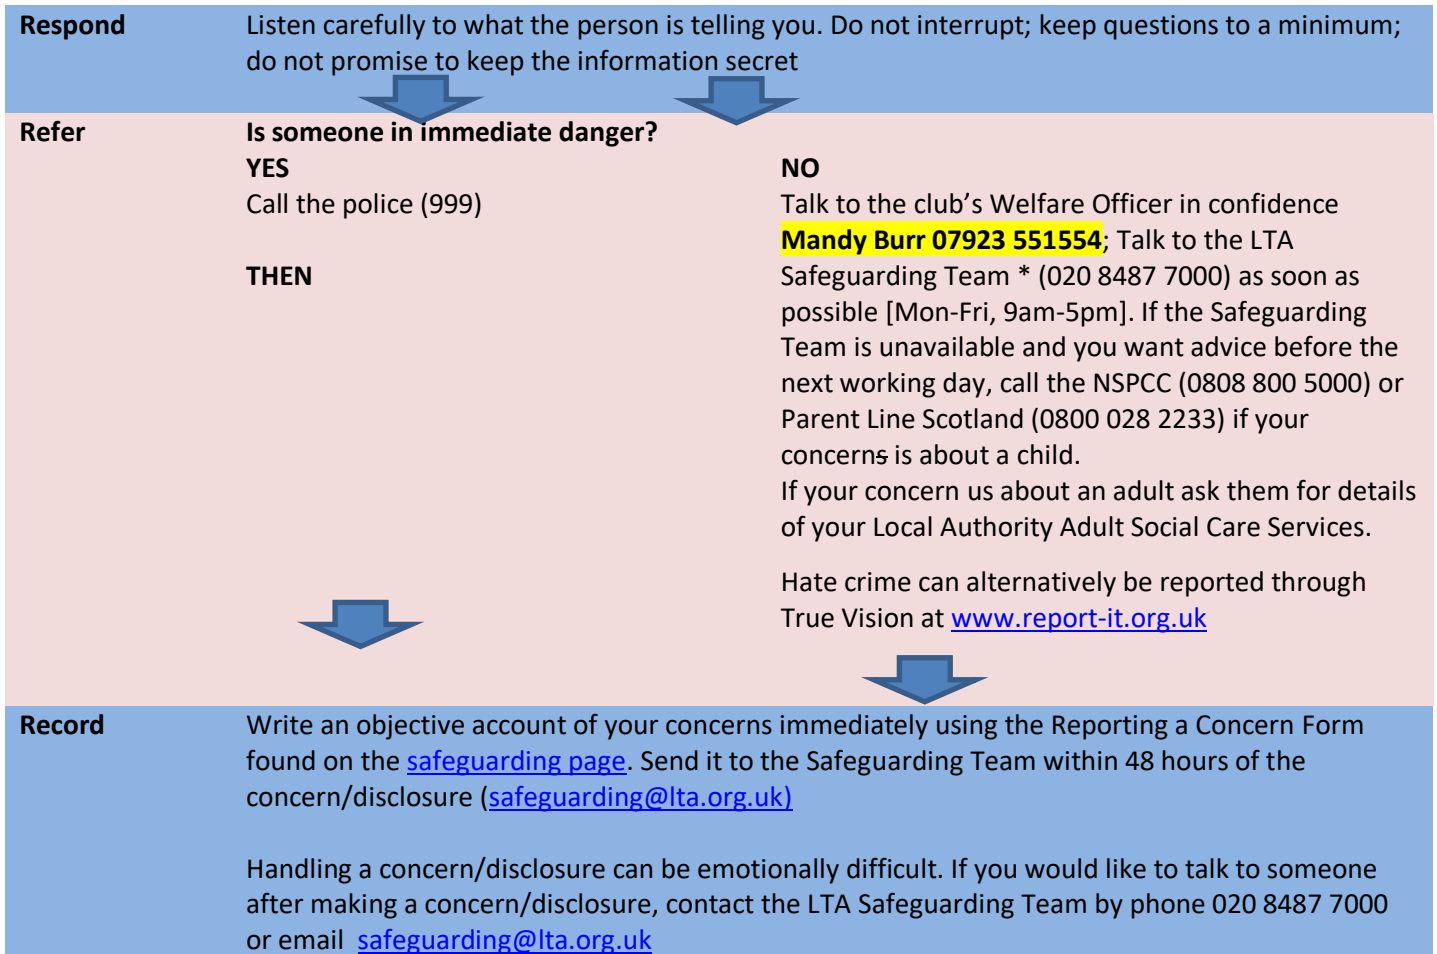 Respond
Listen carefully to what the person is telling you. Do not interrupt; keep questions to a minimum;
do not promise to keep the information secret
Refer
Is someone in immediate danger?
YES
Call the police (999)
THEN
NO
Talk to the club’s Welfare Officer in confidence
Mandy Burr 07923 551554; Talk to the LTA
Safeguarding Team * (020 8487 7000) as soon as
possible [Mon-Fri, 9am-5pm]. If the Safeguarding
Team is unavailable and you want advice before the
next working day, call the NSPCC (0808 800 5000) or
Parent Line Scotland (0800 028 2233) if your
concerns is about a child.
If your concern us about an adult ask them for details
of your Local Authority Adult Social Care Services.
Hate crime can alternatively be reported through
True Vision at www.report-it.org.uk
Record
Write an objective account of your concerns immediately using the Reporting a Concern Form
found on the safeguarding page. Send it to the Safeguarding Team within 48 hours of the
concern/disclosure (safeguarding@lta.org.uk)
Handling a concern/disclosure can be emotionally difficult. If you would like to talk to someone
after making a concern/disclosure, contact the LTA Safeguarding Team by phone 020 8487 7000
or email safeguarding@lta.org.uk